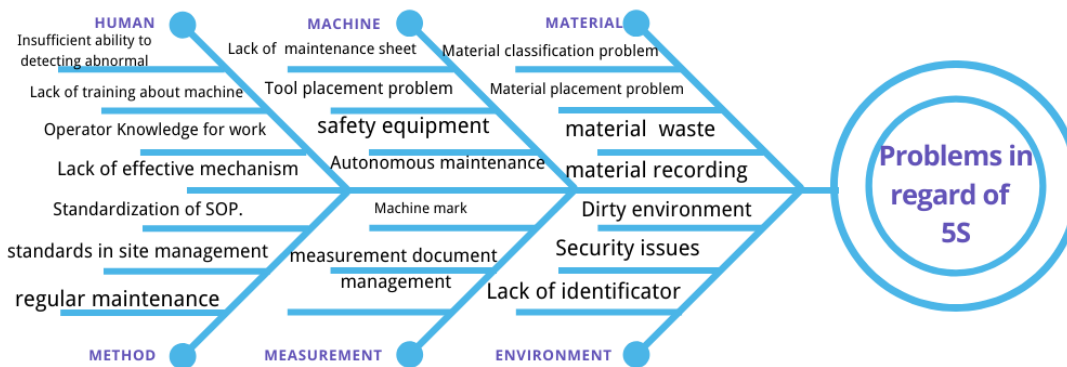 HUMAN
Insufficient ability to
detecting abnormal
Lack of training about machine
Operator Knowledge for work
Lack of effective mechanism
MACHINE
Lack of maintenance sheet
Tool placement problem
safety equipment
Autonomous maintenance
MATERIAL
Material classification problem
Material placement problem
material waste
material recording
Standardization of SOP.
standards in site management
regular maintenance
METHOD
Machine mark
measurement document
management
MEASUREMENT
Dirty environment
Security issues
Lack of identificator
ENVIRONMENT
Problems in
regard of
5S